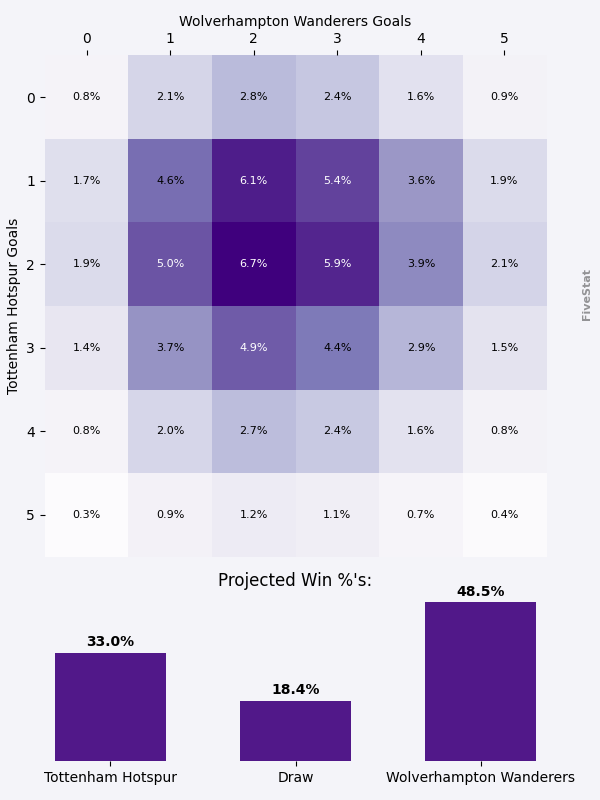 Wolverhampton Wanderers Goals
0 1 2 3 4 5
0 0.8% 2.1% 2.8% 2.4% 1.6% 0.9%
1 1.7% 4.6% 6.1% 5.4% 3.6% 1.9%
2 1.9% 5.0% 6.7% 5.9% 3.9% 2.1%
3 1.4% 3.7% 4.9% 4.4% 2.9% 1.5%
4 0.8% 2.0% 2.7% 2.4% 1.6% 0.8%
5 0.3% 0.9% 1.2% 1.1% 0.7% 0.4%
Tottenham Hotspur Goals
FiveStat
Projected Win %'s:
33.0% 18.4% 48.5%
Tottenham Hotspur Draw Wolverhampton Wanderers